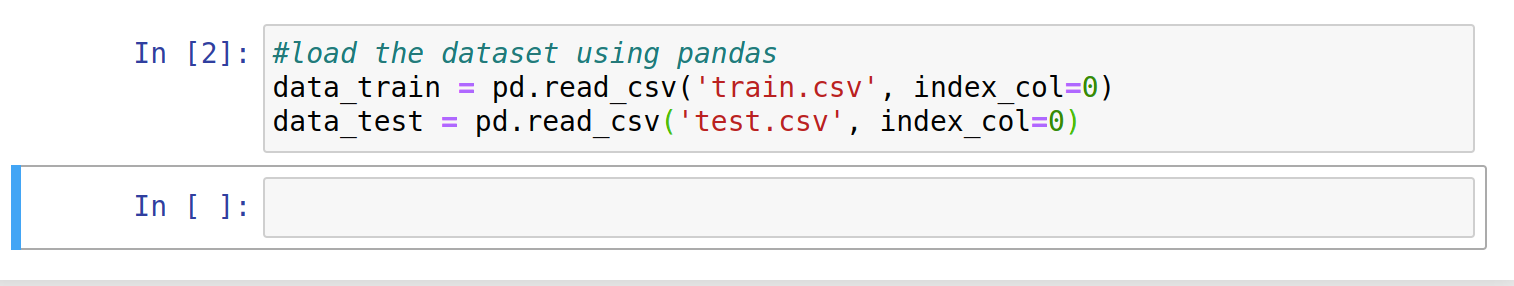 In [2]: #load the dataset using pandas
data_train = pd.read_csv('train.csv', index_col=0)
data_test = pd.read_csv('test.csv', index_col=0)
In [ ]: